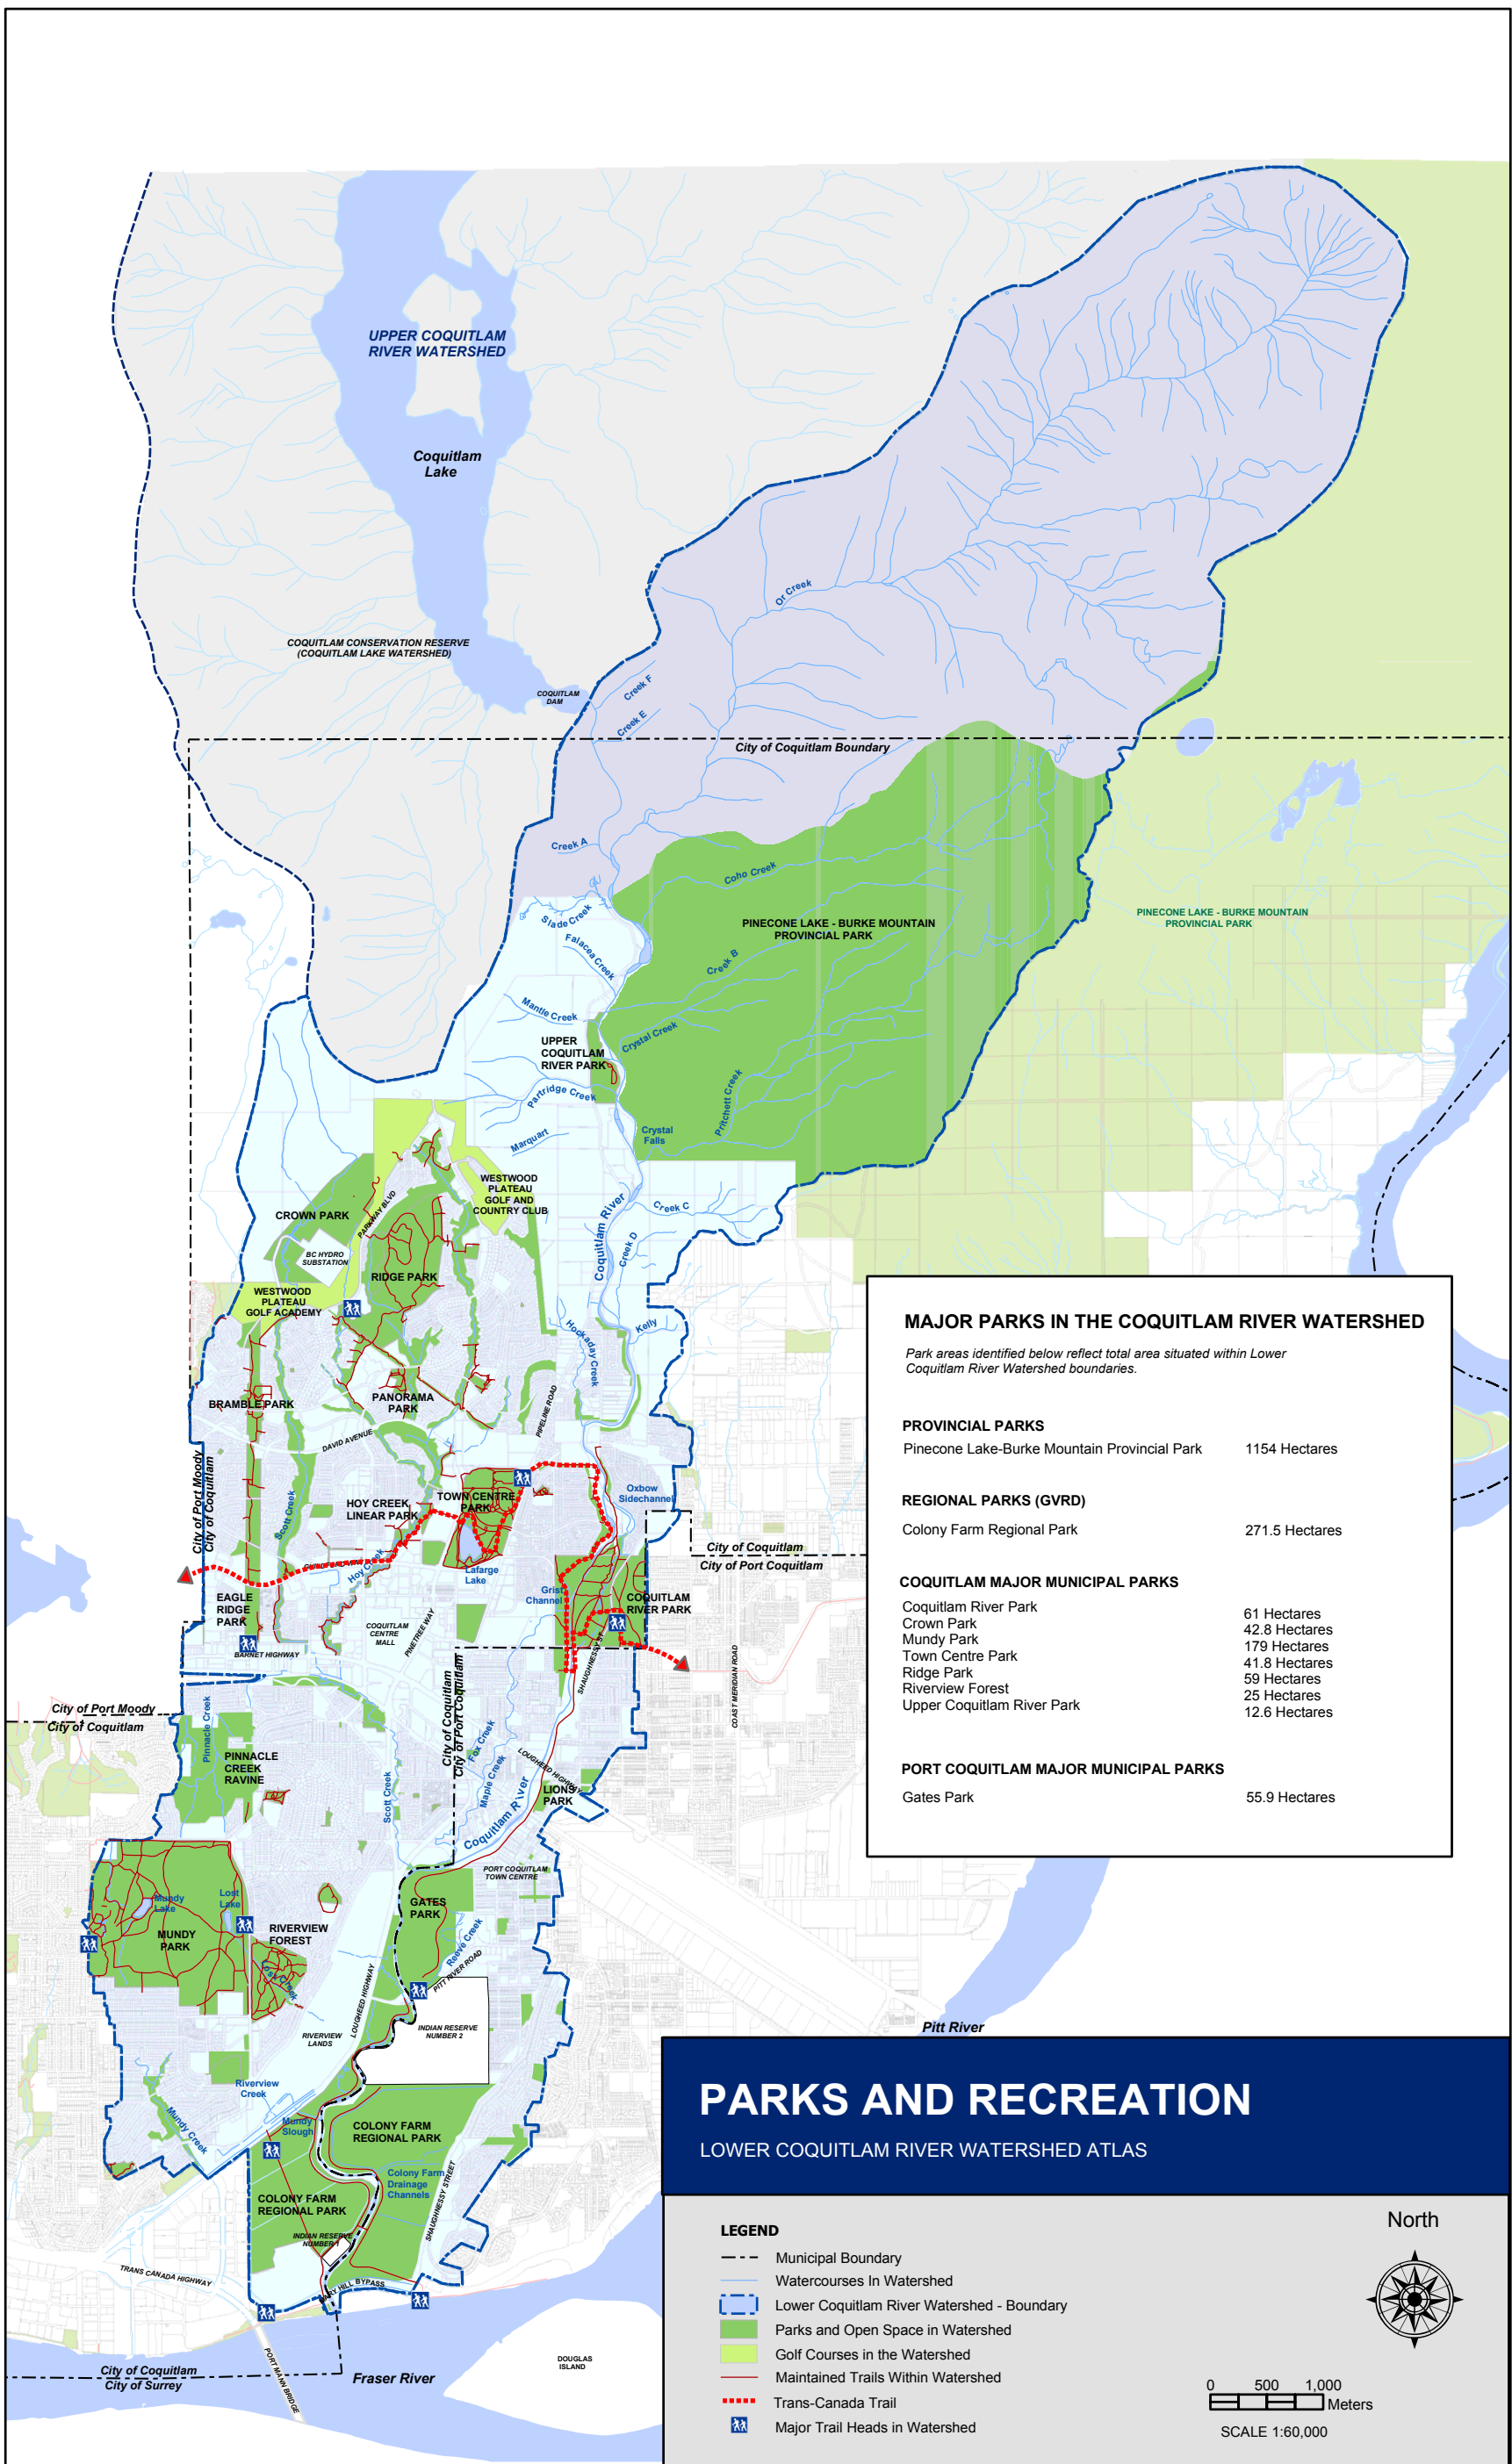 UPPER COQUITLAM
RIVER WATERSHED
Coquitlam
Lake
Or Creek
COQUITLAM CONSERVATION RESERVE
(COQUITLAM LAKE WATERSHED)
COQUITLAM
DAM
Creek F
Creek E
City of Coquitlam Boundary
Creek A
Coho Creek
Slade Creek
Falacea Creek
PINECONE LAKE - BURKE MOUNTAIN
PROVINCIAL PARK
PINECONE LAKE - BURKE MOUNTAIN
PROVINCIAL PARK
Creek B
Mantle Creek
Crystal Creek
UPPER
COQUITLAM
RIVER PARK
Partridge Creek
Pritchett Creek
Crystal
Falls
Marquart
WESTWOOD
PLATEAU
GOLF AND
COUNTRY CLUB
Creek C
Coquitlam River
Creek D
CROWN PARK
PARKWAY BLVD
BC HYDRO
SUBSTATION
RIDGE PARK
WESTWOOD
PLATEAU
GOLF ACADEMY
Kelly
Hockaday Creek
BRAMBLE PARK
PANORAMA
PARK
PIPELINE ROAD
DAVID AVENUE
City of Port Moody
City of Coquitlam
Scott Creek
HOY CREEK
LINEAR PARK
TOWN CENTRE
PARK
Oxbow
Sidechannel
City of Coquitlam
City of Port Coquitlam
Hoy Creek
Lafarge
Lake
Grist
Channel
EAGLE
RIDGE
PARK
COQUITLAM
RIVER PARK
COQUITLAM
CENTRE
MALL
PINETREE WAY
BARNET HIGHWAY
SHAUGHNESSY ST
COAST MERIDIAN ROAD
City of Coquitlam
City of Port Coquitlam
City of Port Moody
City of Coquitlam
Pinnacle Creek
PINNACLE
CREEK
RAVINE
Scott Creek
Fox Creek
Maple Creek
LOUGHEED HIGHWAY
LIONS
PARK
Coquitlam River
PORT COQUITLAM
TOWN CENTRE
Mundy
Lake
Lost
Lake
MUNDY
PARK
RIVERVIEW
FOREST
Lost Creek
GATES
PARK
Reeve Creek
PITT RIVER ROAD
LOUGHEED HIGHWAY
RIVERVIEW
LANDS
INDIAN RESERVE
NUMBER 2
Riverview
Creek
Mundy Creek
Mundy
Slough
COLONY FARM
REGIONAL PARK
Colony Farm
Drainage
Channels
COLONY FARM
REGIONAL PARK
SHAUGHNESSY STREET
INDIAN RESERVE
NUMBER 1
TRANS CANADA HIGHWAY
MARY HILL BYPASS
PORT MANN BRIDGE
City of Coquitlam
City of Surrey
Fraser River
DOUGLAS
ISLAND
Pitt River
MAJOR PARKS IN THE COQUITLAM RIVER WATERSHED
Park areas identified below reflect total area situated within Lower
Coquitlam River Watershed boundaries.
PROVINCIAL PARKS
Pinecone Lake-Burke Mountain Provincial Park 1154 Hectares
REGIONAL PARKS (GVRD)
Colony Farm Regional Park 271.5 Hectares
COQUITLAM MAJOR MUNICIPAL PARKS
Coquitlam River Park 61 Hectares
Crown Park 42.8 Hectares
Mundy Park 179 Hectares
Town Centre Park 41.8 Hectares
Ridge Park 59 Hectares
Riverview Forest 25 Hectares
Upper Coquitlam River Park 12.6 Hectares
PORT COQUITLAM MAJOR MUNICIPAL PARKS
Gates Park 55.9 Hectares
PARKS AND RECREATION
LOWER COQUITLAM RIVER WATERSHED ATLAS
LEGEND
Municipal Boundary
Watercourses In Watershed
Lower Coquitlam River Watershed - Boundary
Parks and Open Space in Watershed
Golf Courses in the Watershed
Maintained Trails Within Watershed
Trans-Canada Trail
Major Trail Heads in Watershed
North
0 500 1,000
Meters
SCALE 1:60,000